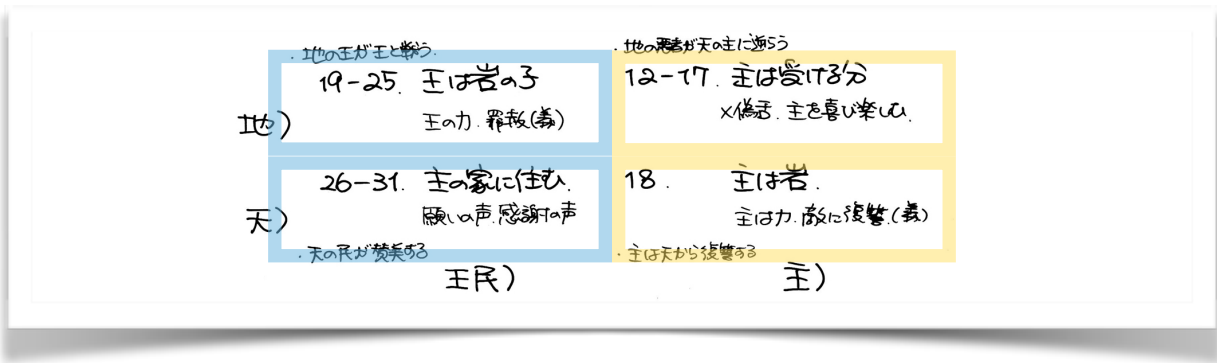 ・地の王が王と戦う
19-25. 王は岩の子
王の力. 罪赦(義)
地)
26-31. 主の家に住む.
願いの声. 感謝の声
天)
・天の民が賛美する
王民)
・地の悪者が天の主に逆らう
12-17. 主は受ける分
×偽舌. 主を喜び楽しむ.
18. 主は岩.
主は力. 敵に復讐.(義)
・主は天から復讐する
主)